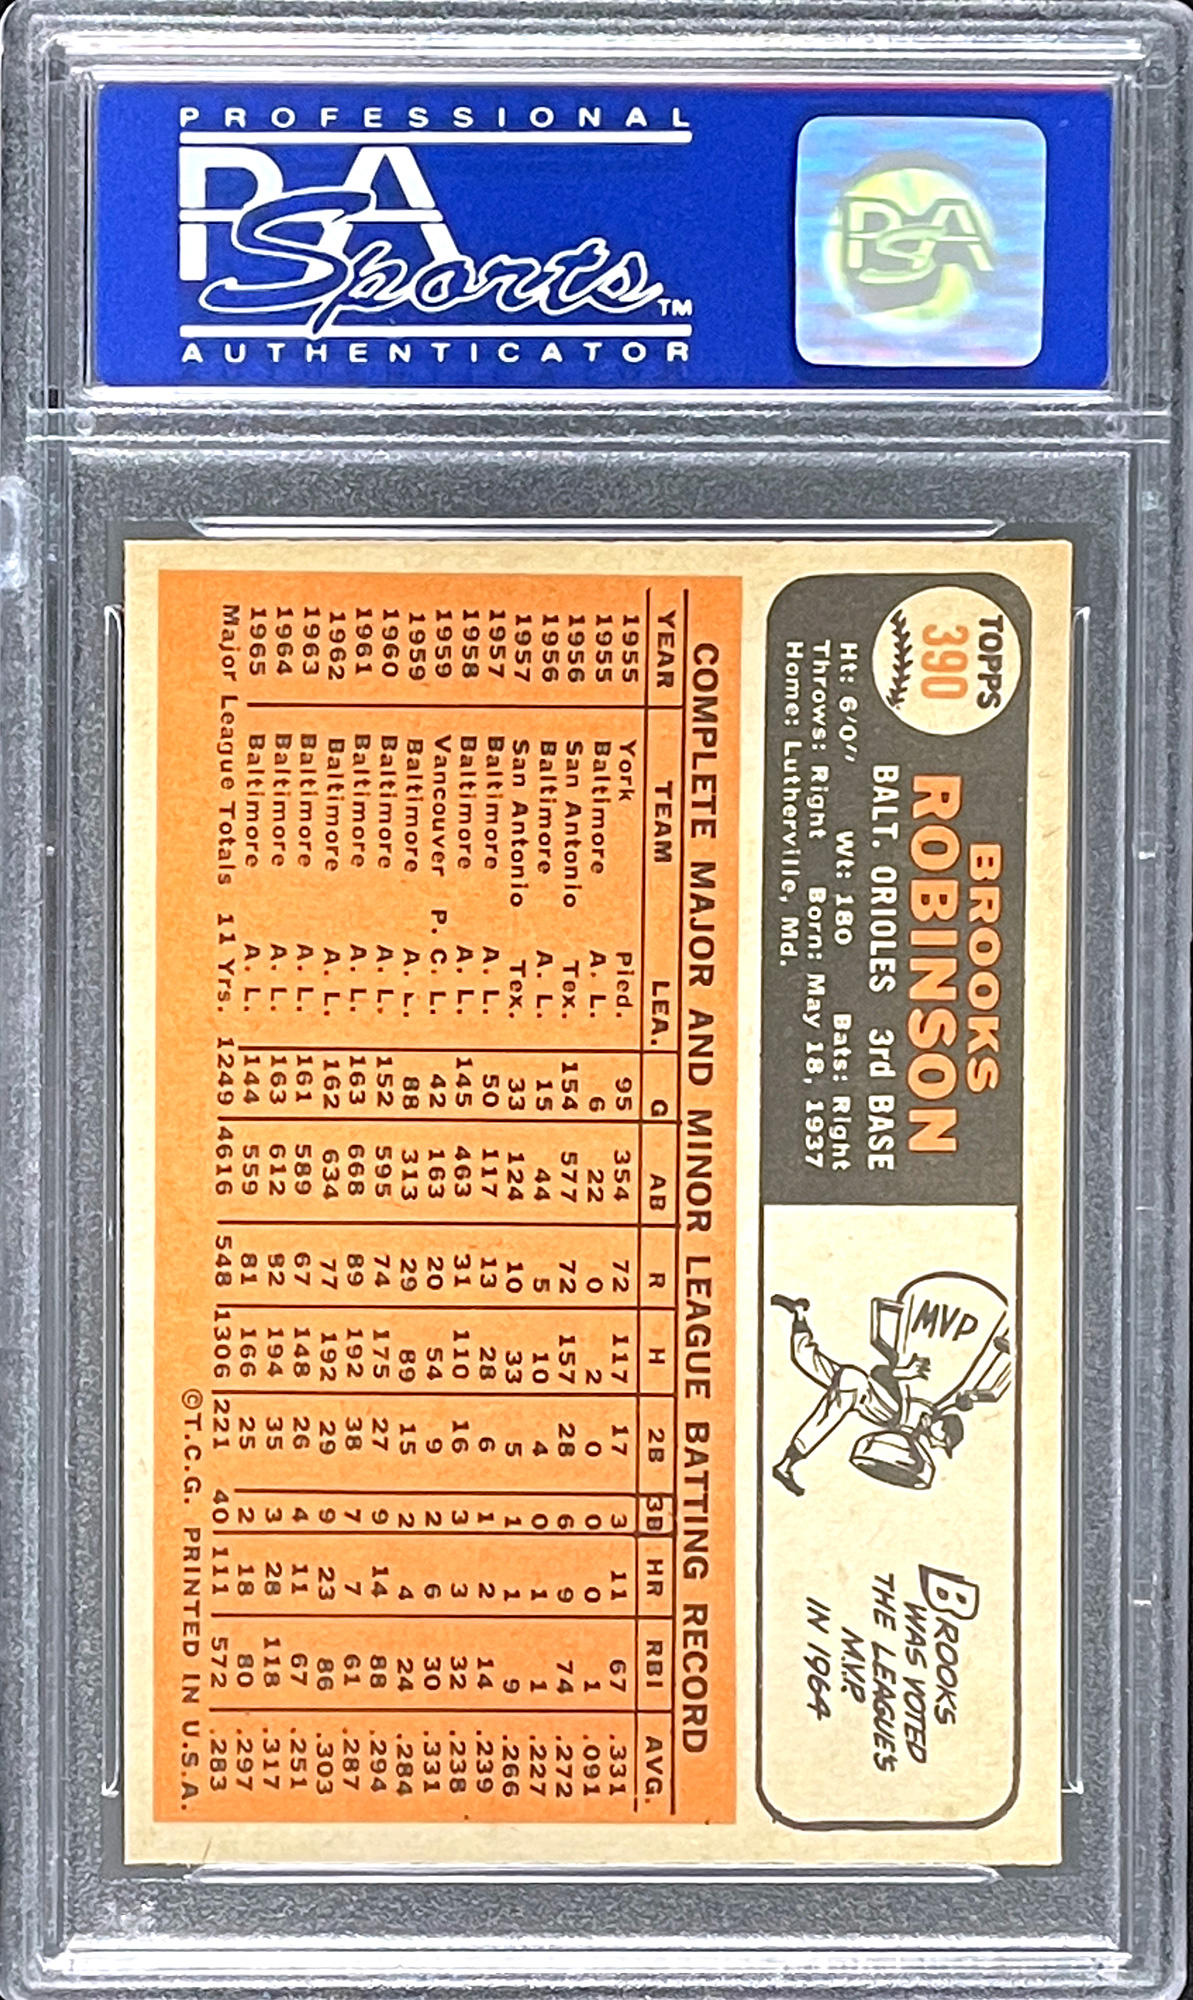 PROFESSIONAL
PSA
Sports™
AUTHENTICATOR
PSA
TOPPS
390
BROOKS
ROBINSON
BALT. ORIOLES 3rd BASE
Ht: 6'0" Wt: 180 Bats: Right
Throws: Right Born: May 18, 1937
Home: Lutherville, Md.
MVP
BROOKS
WAS VOTED
THE LEAGUE'S
M.V.P.
IN 1964
COMPLETE MAJOR AND MINOR LEAGUE BATTING RECORD
YEAR TEAM LEA. G AB R H 2B 3B HR RBI AVG.
1955 York Pied. 95 354 72 117 17 3 11 67 .331
1955 Baltimore A. L. 6 22 0 2 0 0 0 1 .091
1956 San Antonio Tex. 154 577 72 157 28 6 9 74 .272
1956 Baltimore A. L. 15 44 5 10 4 0 1 1 .227
1957 San Antonio Tex. 33 124 10 33 5 1 1 9 .266
1957 Baltimore A. L. 50 117 13 28 6 1 2 14 .239
1958 Baltimore A. L. 145 463 31 110 16 3 3 32 .238
1959 Vancouver P. C. L. 42 163 20 54 9 2 6 30 .331
1959 Baltimore A. L. 88 313 29 89 15 2 4 24 .284
1960 Baltimore A. L. 152 595 74 175 27 9 14 88 .294
1961 Baltimore A. L. 163 668 89 192 38 7 7 61 .287
1962 Baltimore A. L. 162 634 77 192 29 9 23 86 .303
1963 Baltimore A. L. 161 589 67 148 26 4 11 67 .251
1964 Baltimore A. L. 163 612 82 194 35 3 28 118 .317
1965 Baltimore A. L. 144 559 81 166 25 2 18 80 .297
Major League Totals 11 Yrs. 1249 4616 548 1306 221 40 111 572 .283
©T.C.G. PRINTED IN U.S.A.